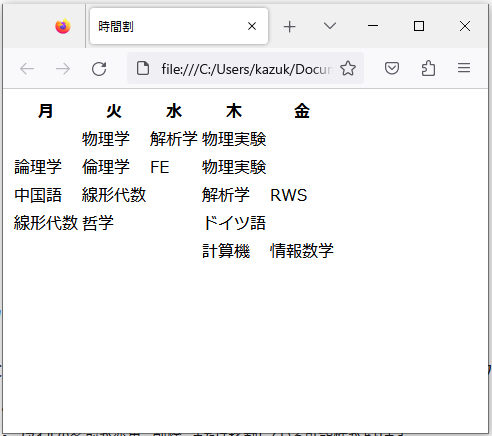 時間割
file:///C:/Users/kazuk/Docum
月 火 水 木 金
物理学 解析学 物理実験
論理学 倫理学 FE 物理実験
中国語 線形代数 解析学 RWS
線形代数 哲学 ドイツ語
計算機 情報数学